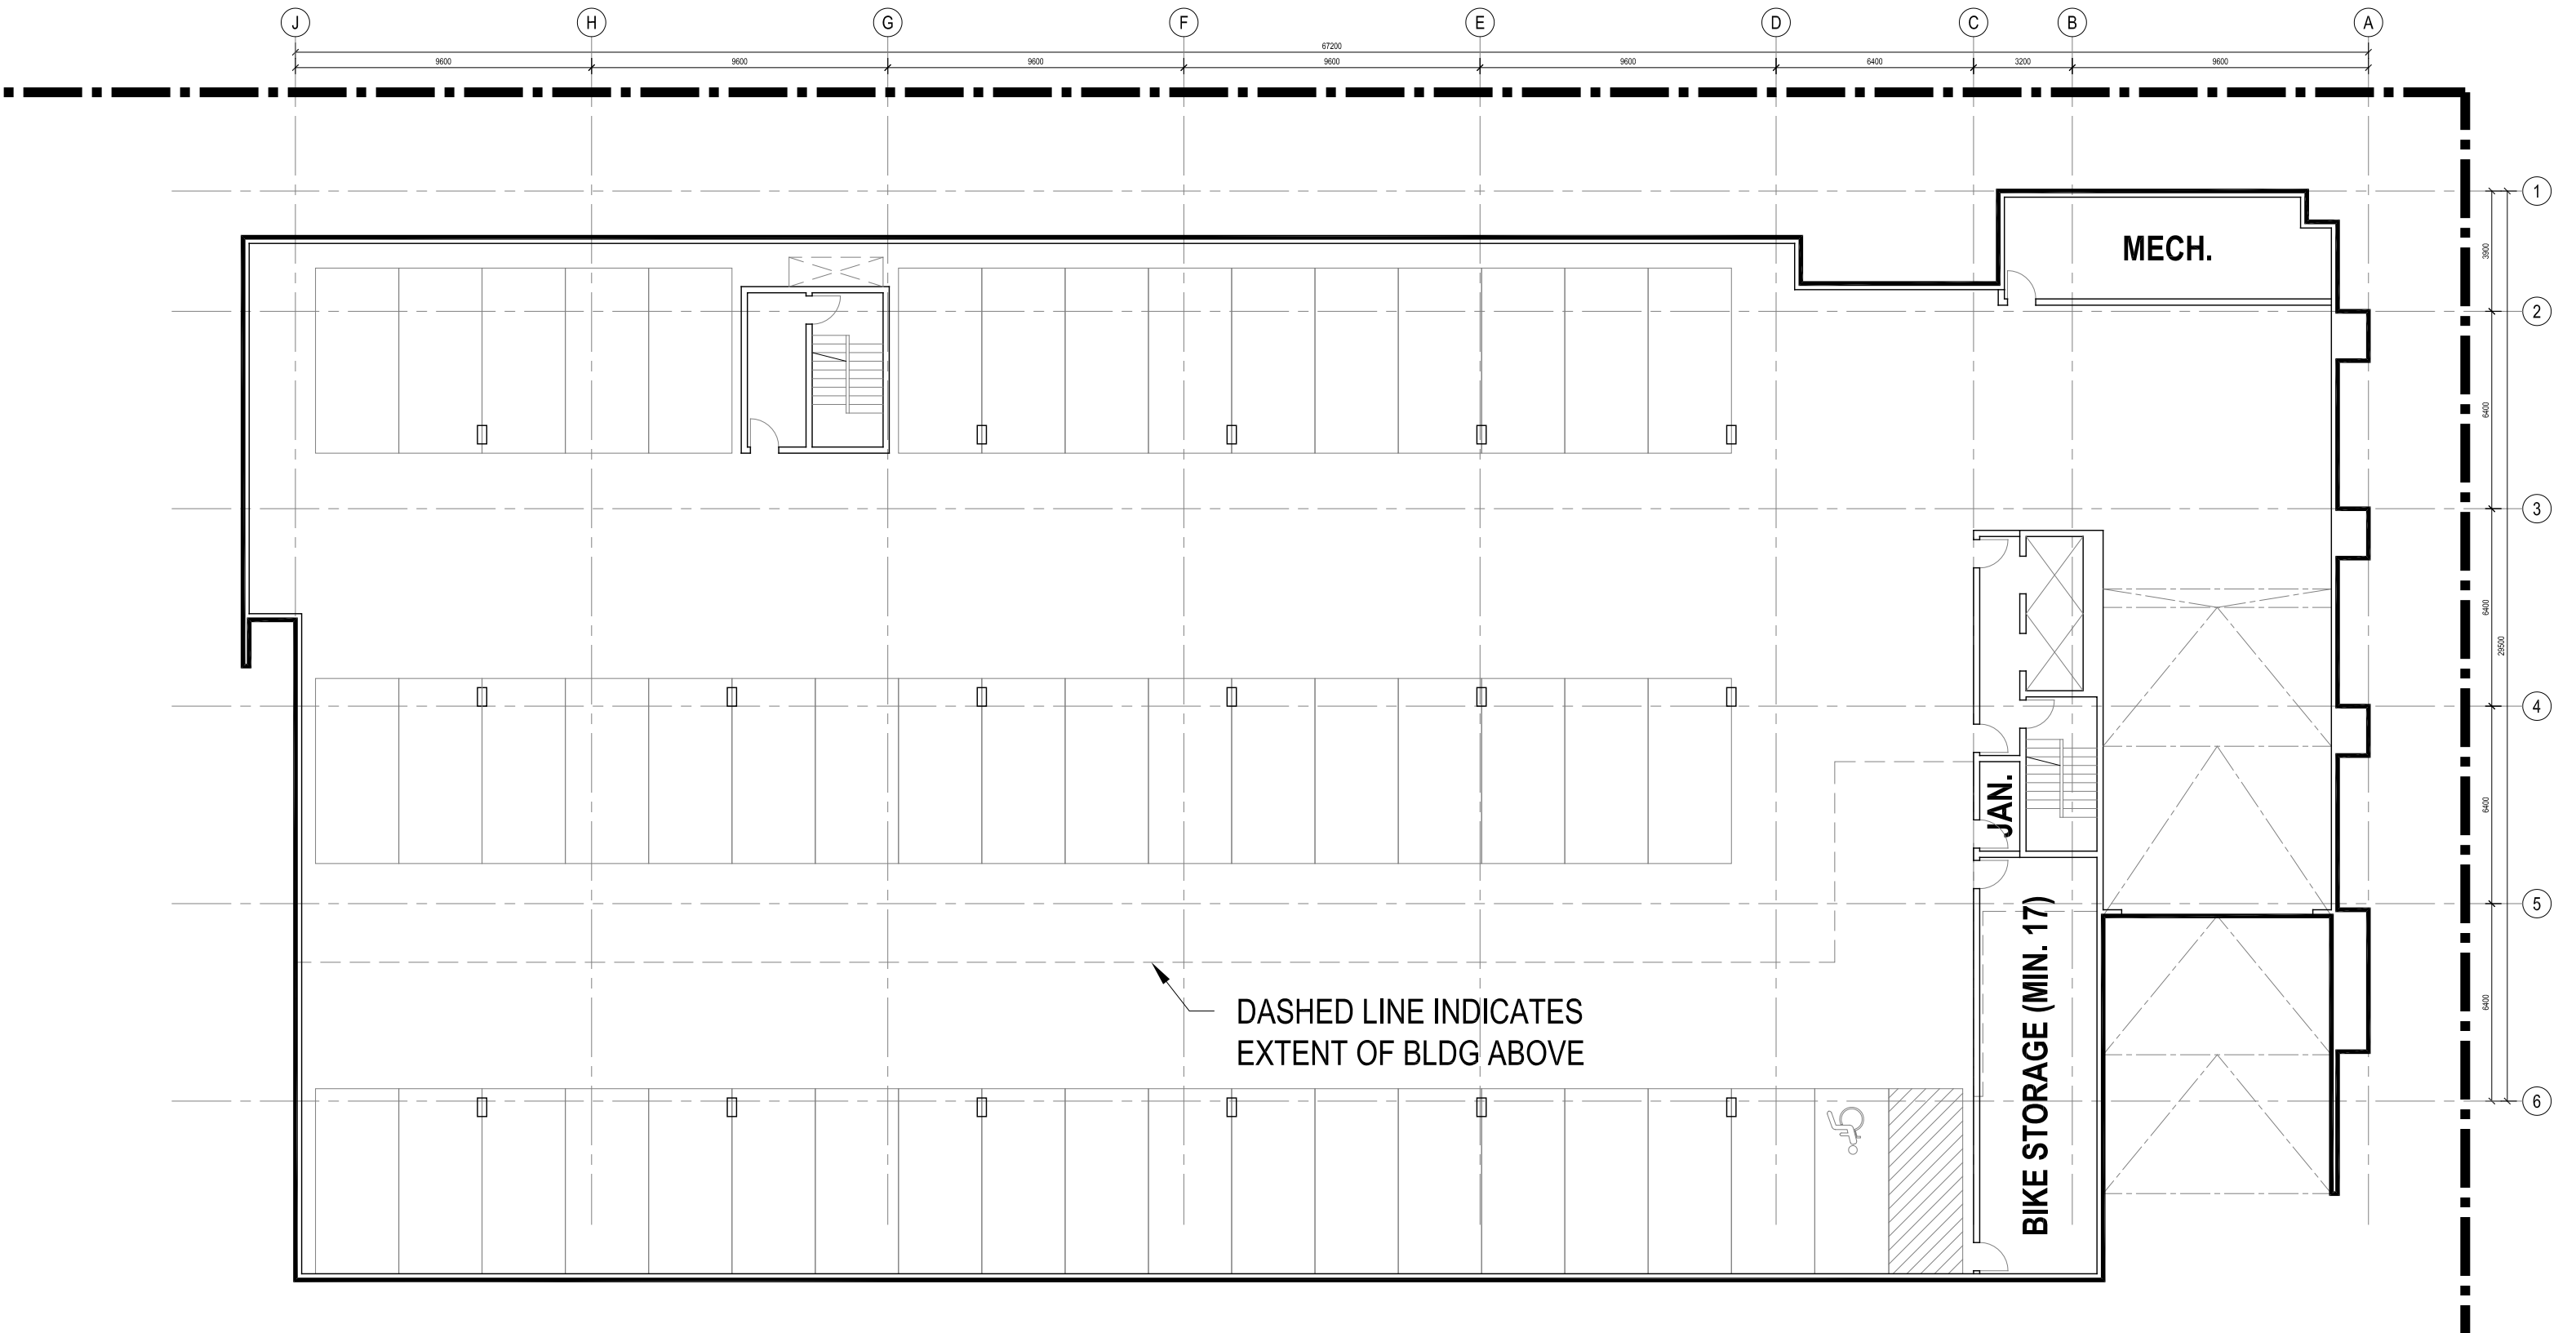 J H G F E D C B A
67200
9600 9600 9600 9600 9600 6400 3200 9600
1
MECH.
3900
2
6400
3
6400
29500
4
JAN.
6400
5
BIKE STORAGE (MIN. 17)
DASHED LINE INDICATES
EXTENT OF BLDG ABOVE
6400
6